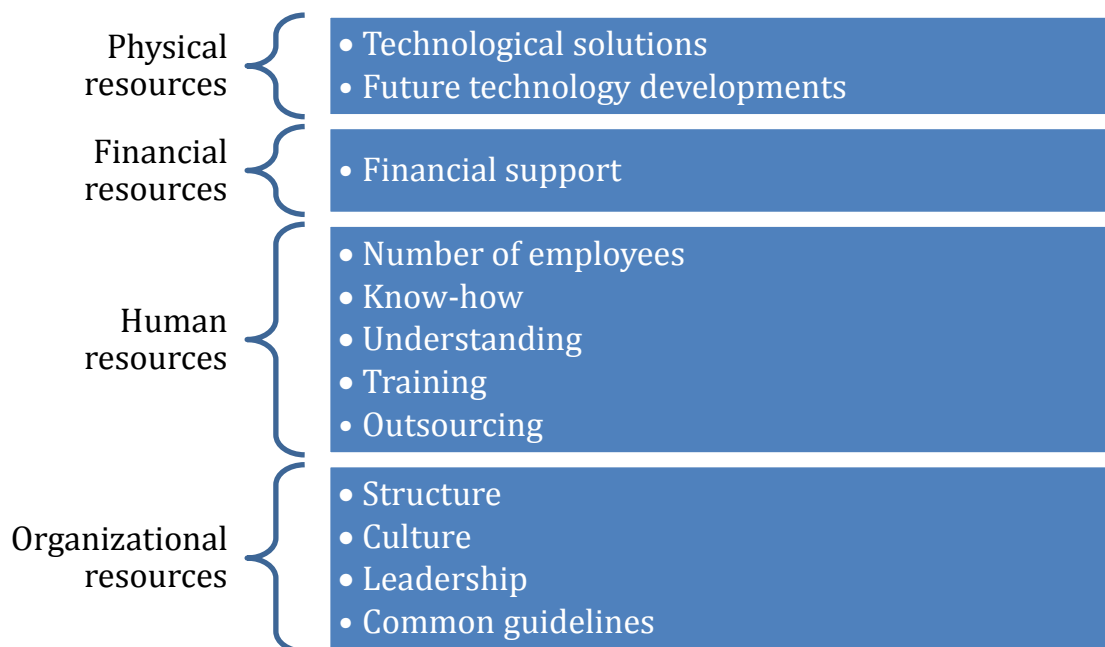 Physical
resources
• Technological solutions
• Future technology developments
Financial
resources
• Financial support
Human
resources
• Number of employees
• Know-how
• Understanding
• Training
• Outsourcing
Organizational
resources
• Structure
• Culture
• Leadership
• Common guidelines